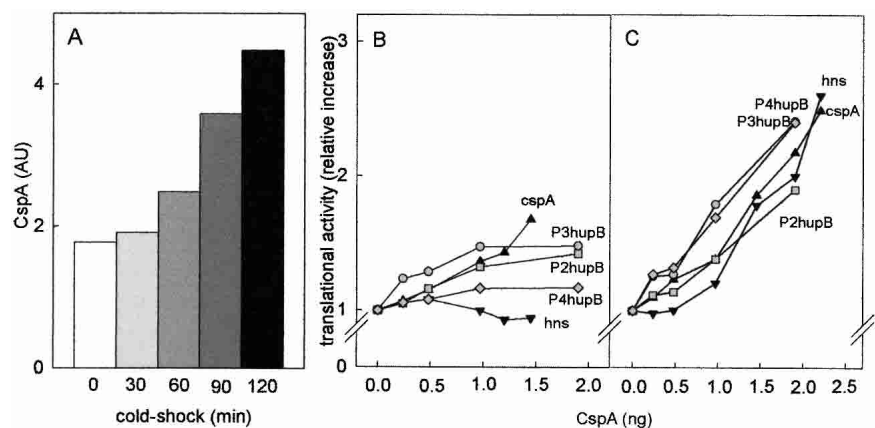 A
CspA (AU)
4
2
0
0 30 60 90 120
cold-shock (min)
B
translational activity (relative increase)
3
2
1
0
cspA
P3hupB
P2hupB
P4hupB
hns
0.0 0.5 1.0 1.5 2.0
C
hns
P4hupB
P3hupB
cspA
P2hupB
0.0 0.5 1.0 1.5 2.0 2.5
CspA (ng)